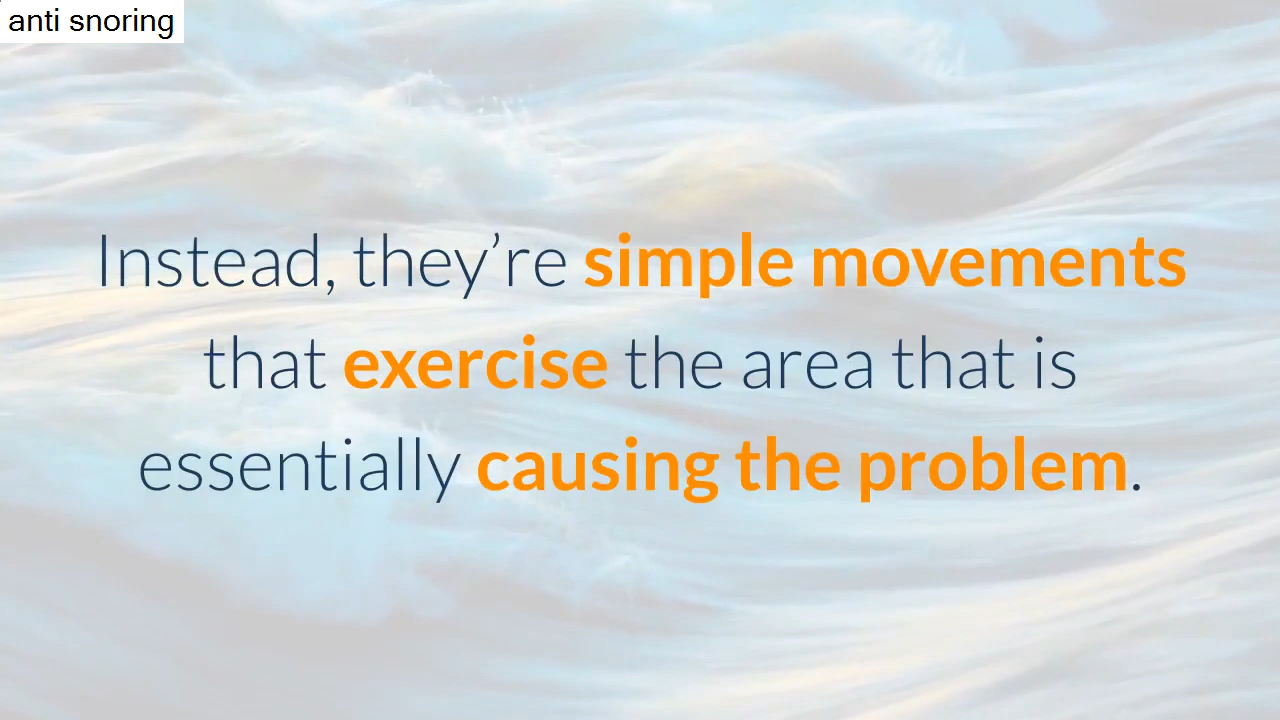 anti snoring
Instead, they’re simple movements
that exercise the area that is
essentially causing the problem.